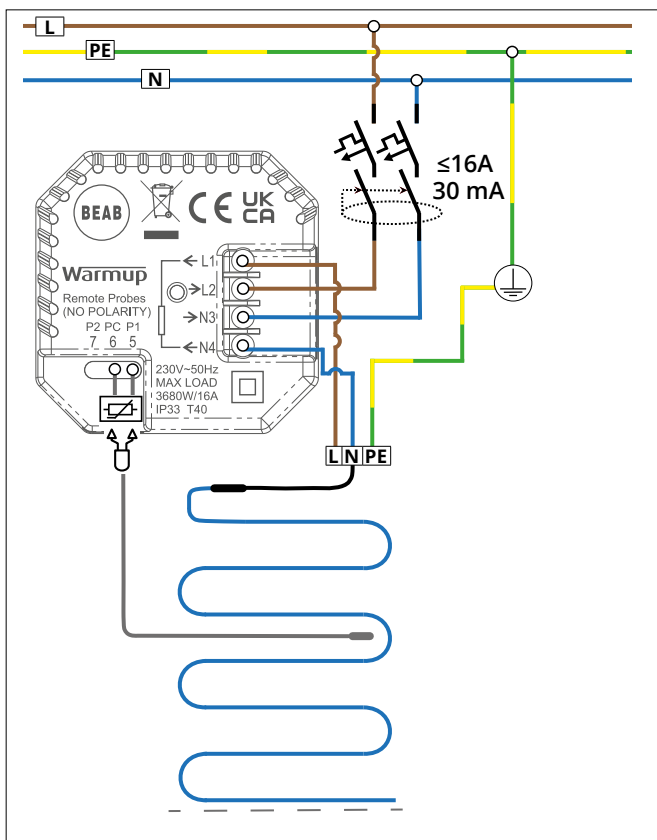 L
PE
N
≤16A
30 mA
BEAB
CE UK
CA
Warmup
Remote Probes
(NO POLARITY)
P2 PC P1
7 6 5
L1
L2
N3
N4
230V~50Hz
MAX LOAD
3680W/16A
IP33 T40
L N PE